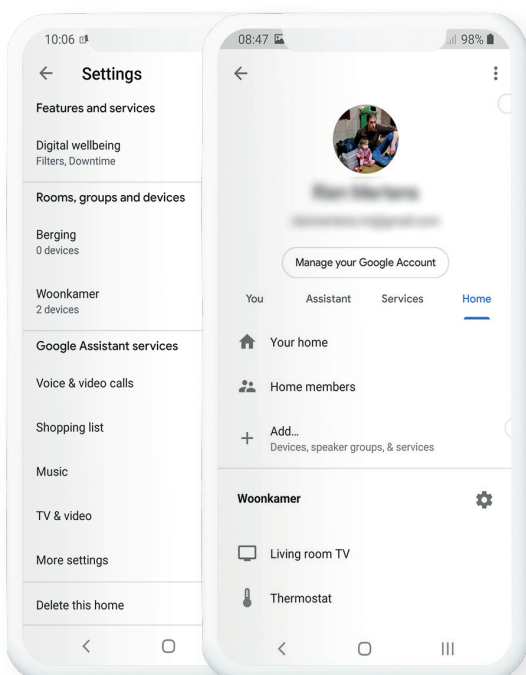 10:06
Settings
Features and services
Digital wellbeing
Filters, Downtime
Rooms, groups and devices
Berging
0 devices
Woonkamer
2 devices
Google Assistant services
Voice & video calls
Shopping list
Music
TV & video
More settings
Delete this home
08:47 98%
Manage your Google Account
You Assistant Services Home
Your home
Home members
Add...
Devices, speaker groups, & services
Woonkamer
Living room TV
Thermostat